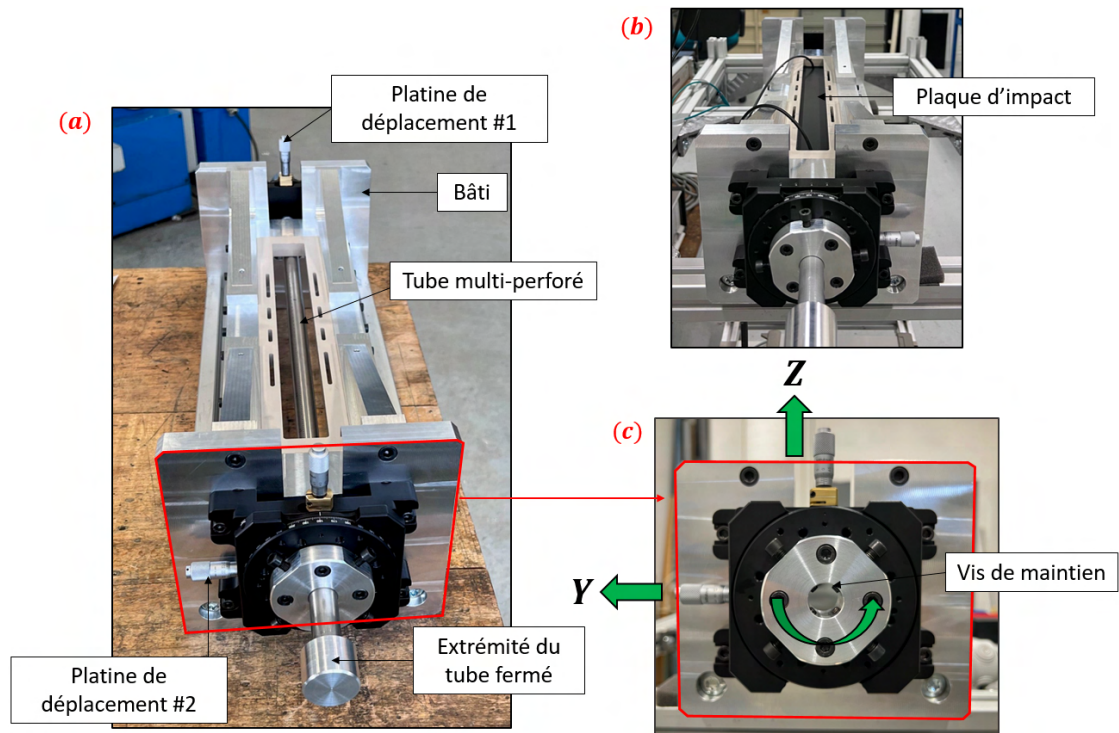 (a)
Platine de
déplacement #1
Bâti
Tube multi-perforé
Platine de
déplacement #2
Extrémité du
tube fermé
(b)
Plaque d'impact
Z
(c)
Y
Vis de maintien